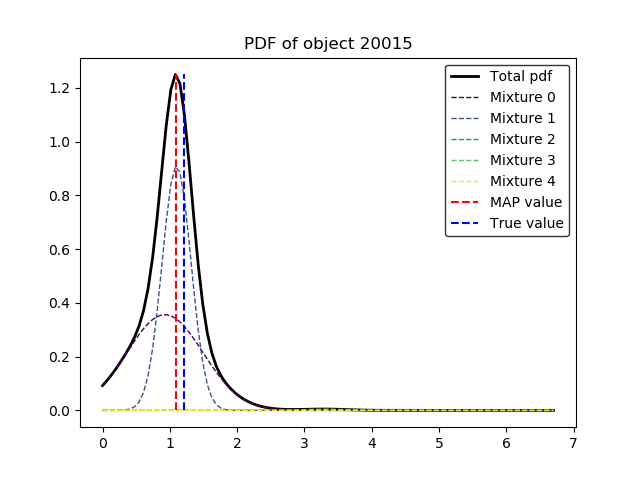 PDF of object 20015
Total pdf
Mixture 0
Mixture 1
Mixture 2
Mixture 3
Mixture 4
MAP value
True value
1.2
1.0
0.8
0.6
0.4
0.2
0.0
0 1 2 3 4 5 6 7